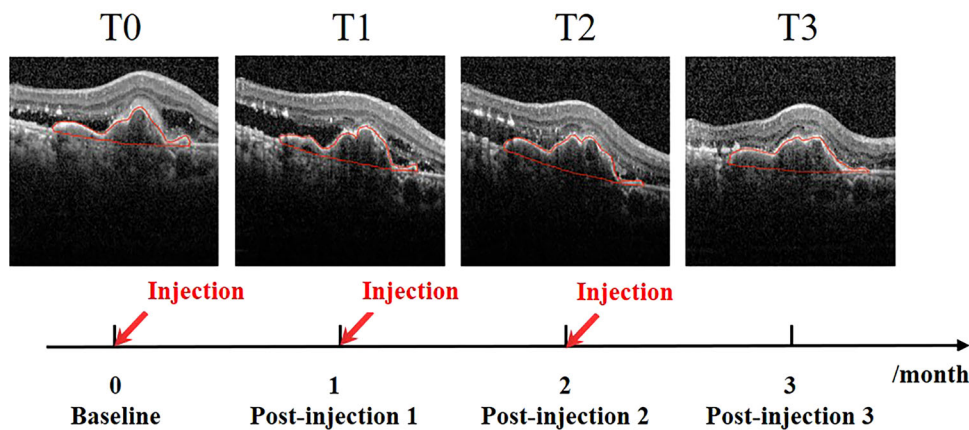 T0 T1 T2 T3
Injection Injection Injection
0 1 2 3 /month
Baseline Post-injection 1 Post-injection 2 Post-injection 3